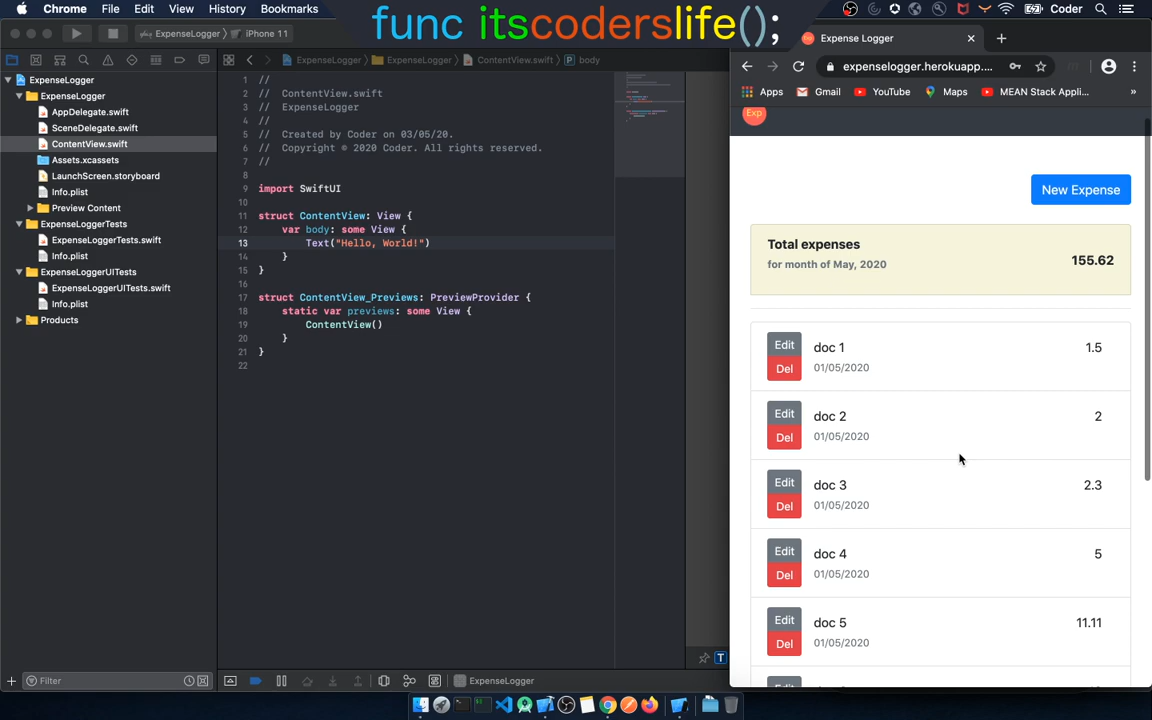 Chrome File Edit View History Bookmarks
func itscoderslife();
Coder
ExpenseLogger iPhone 11
Expense Logger
expenselogger.herokuapp....
Apps Gmail YouTube Maps MEAN Stack Appli...
ExpenseLogger
ExpenseLogger
AppDelegate.swift
SceneDelegate.swift
ContentView.swift
Assets.xcassets
LaunchScreen.storyboard
Info.plist
Preview Content
ExpenseLoggerTests
ExpenseLoggerTests.swift
Info.plist
ExpenseLoggerUITests
ExpenseLoggerUITests.swift
Info.plist
Products
Filter
ExpenseLogger ExpenseLogger ContentView.swift body
1 //
2 // ContentView.swift
3 // ExpenseLogger
4 //
5 // Created by Coder on 03/05/20.
6 // Copyright © 2020 Coder. All rights reserved.
7 //
8
9 import SwiftUI
10
11 struct ContentView: View {
12 var body: some View {
13 Text("Hello, World!")
14 }
15 }
16
17 struct ContentView_Previews: PreviewProvider {
18 static var previews: some View {
19 ContentView()
20 }
21 }
22
ExpenseLogger
Exp
New Expense
Total expenses
for month of May, 2020
155.62
Edit
Del
doc 1
01/05/2020
1.5
Edit
Del
doc 2
01/05/2020
2
Edit
Del
doc 3
01/05/2020
2.3
Edit
Del
doc 4
01/05/2020
5
Edit
Del
doc 5
01/05/2020
11.11